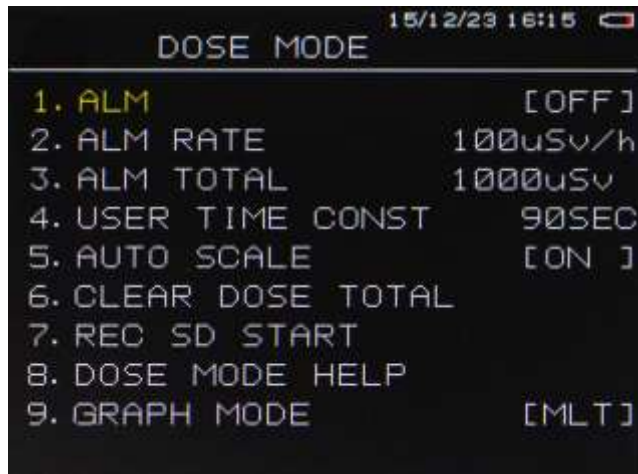 15/12/23 16:15
DOSE MODE
1. ALM [OFF]
2. ALM RATE 100uSv/h
3. ALM TOTAL 1000uSv
4. USER TIME CONST 90SEC
5. AUTO SCALE [ON ]
6. CLEAR DOSE TOTAL
7. REC SD START
8. DOSE MODE HELP
9. GRAPH MODE [MLT]